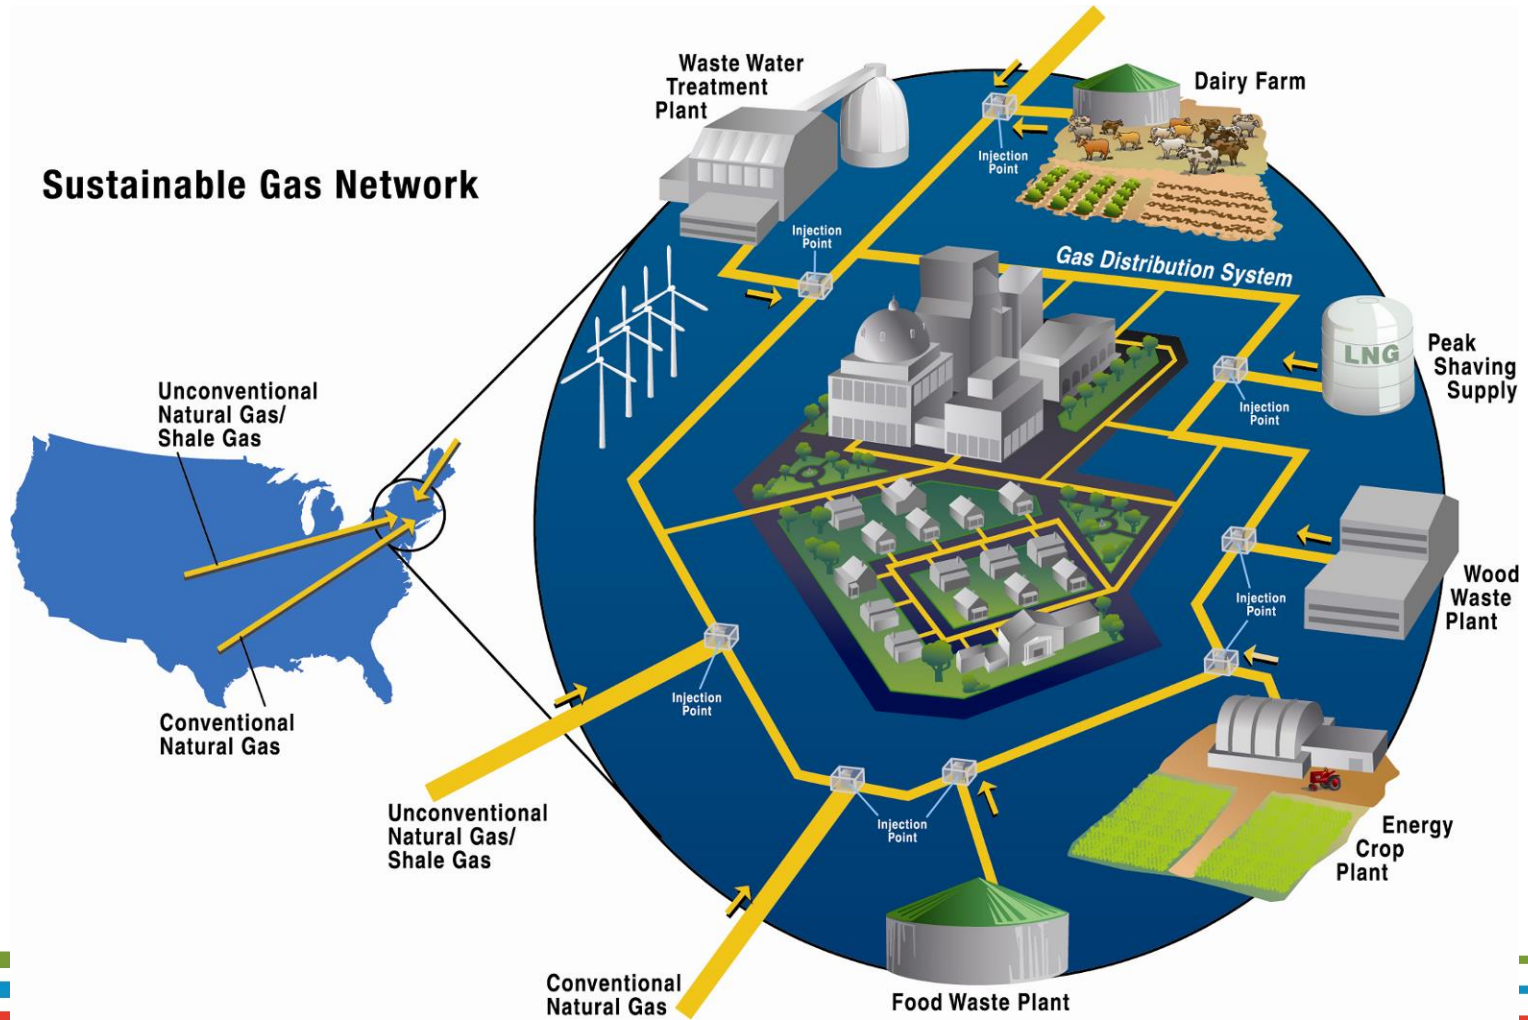 Sustainable Gas Network
Waste Water
Treatment
Plant
Dairy Farm
Injection
Point
Injection
Point
Gas Distribution System
LNG
Peak
Shaving
Supply
Injection
Point
Unconventional
Natural Gas/
Shale Gas
Conventional
Natural Gas
Wood
Waste
Plant
Injection
Point
Injection
Point
Unconventional
Natural Gas/
Shale Gas
Injection
Point
Energy
Crop
Plant
Conventional
Natural Gas
Food Waste Plant